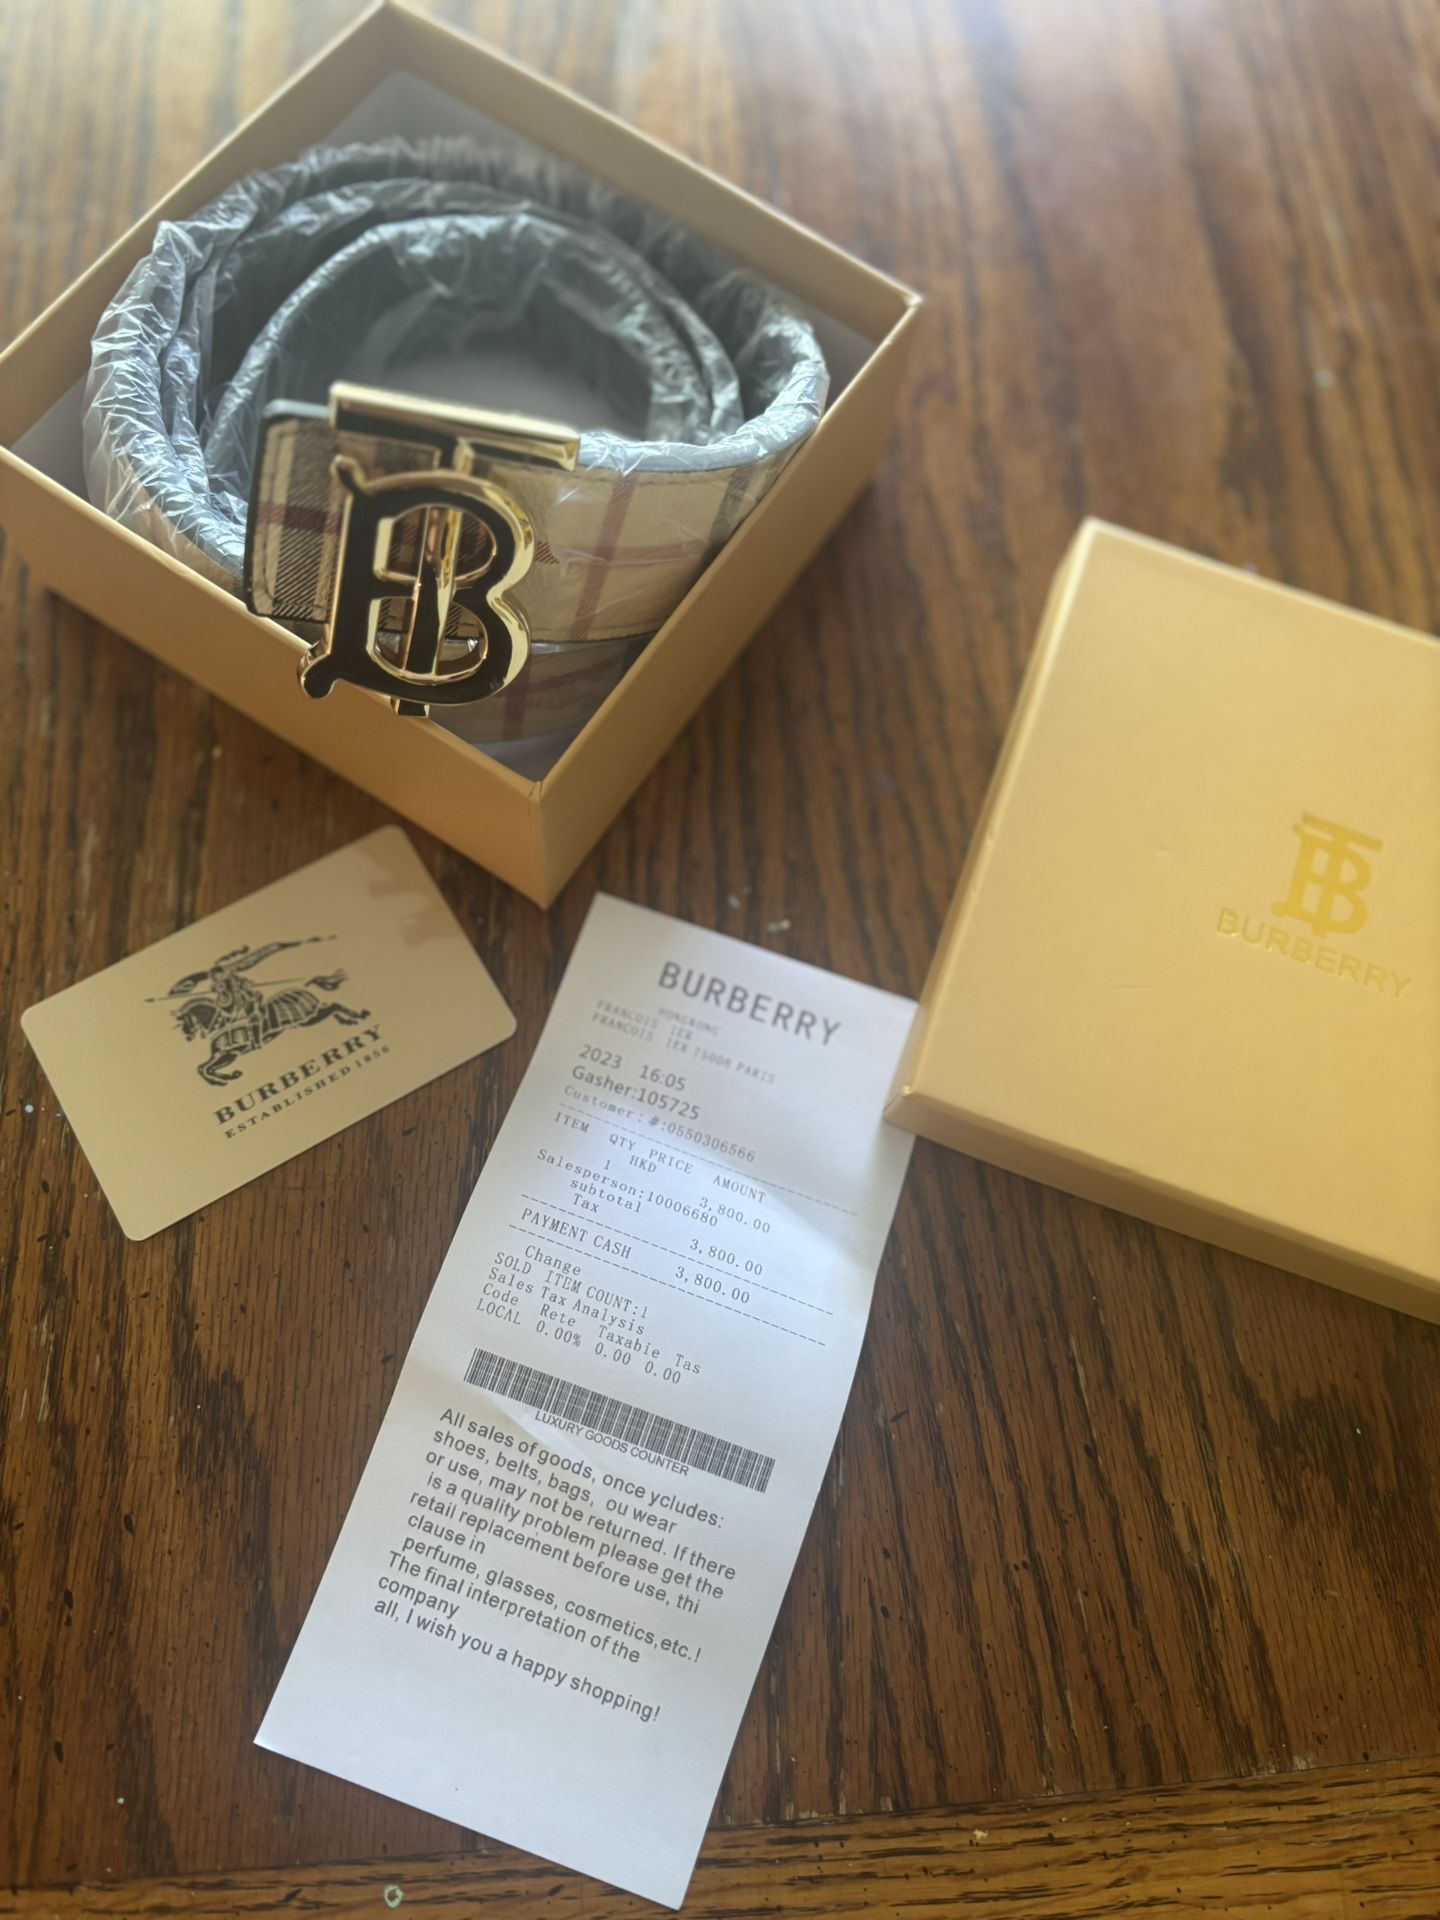 TB
BURBERRY
BURBERRY
ESTABLISHED 1856
BURBERRY
HONGKONG
FRANCOIS 1ER
FRANCOIS 1ER 75008 PARIS
2023 16:05
Gasher:105725
Customer:#:0550306566
ITEM QTY PRICE AMOUNT
1 HKD 3,800.00
Salesperson:10006680
subtotal 3,800.00
Tax
PAYMENT CASH 3,800.00
Change
SOLD ITEM COUNT:1
Sales Tax Analysis
Code Rete Taxabie Tas
LOCAL 0.00% 0.00 0.00
LUXURY GOODS COUNTER
All sales of goods, once ycludes:
shoes, belts, bags, ou wear
or use, may not be returned. If there
is a quality problem please get the
retail replacement before use, thi
clause in
perfume, glasses, cosmetics,etc.!
The final interpretation of the
company
all, I wish you a happy shopping!
TB
BURBERRY